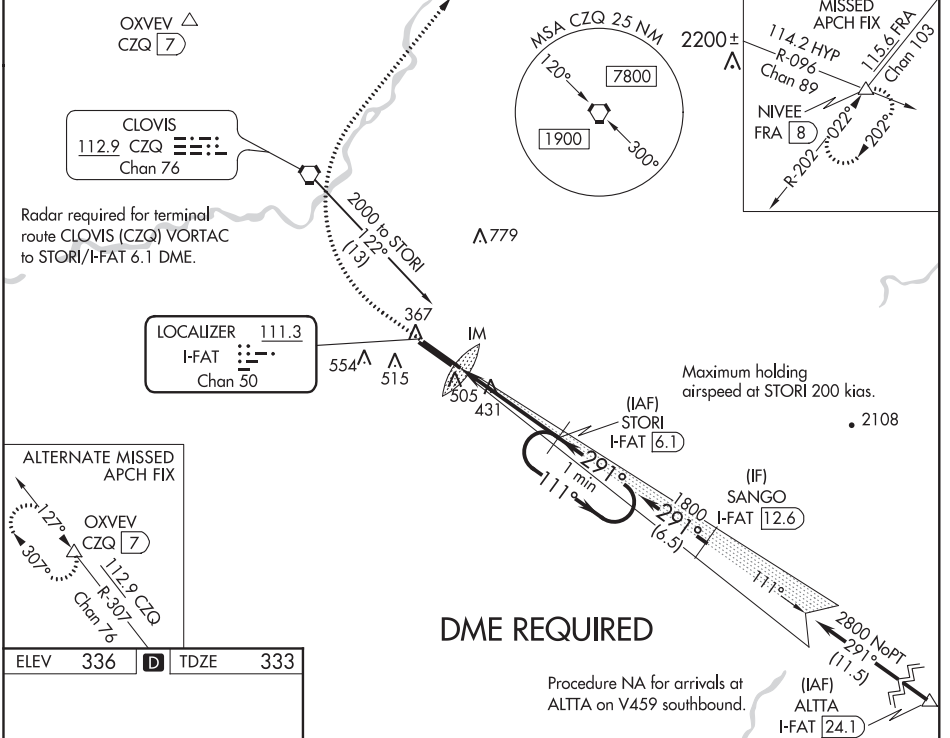 OXVEV
CZQ 7
MSA CZQ 25 NM
120°
7800
1900
300°
2200±
MISSED
APCH FIX
114.2 HYP
R-096
Chan 89
115.6 FRA
Chan 103
NIVEE
FRA 8
022°
202°
R-202
CLOVIS
112.9 CZQ
Chan 76
Radar required for terminal
route CLOVIS (CZQ) VORTAC
to STORI/I-FAT 6.1 DME.
2000 to STORI
122°
(13)
779
LOCALIZER 111.3
I-FAT
Chan 50
367
IM
554
515
505
431
Maximum holding
airspeed at STORI 200 kias.
2108
(IAF)
STORI
I-FAT 6.1
291°
1 min
111°
(IF)
SANGO
I-FAT 12.6
1800
291°
(6.5)
111°
ALTERNATE MISSED
APCH FIX
127°
307°
OXVEV
CZQ 7
112.9 CZQ
R-307
Chan 76
DME REQUIRED
2800 NoPT
291°
(11.5)
Procedure NA for arrivals at
ALTTA on V459 southbound.
(IAF)
ALTTA
I-FAT 24.1
ELEV 336 D TDZE 333